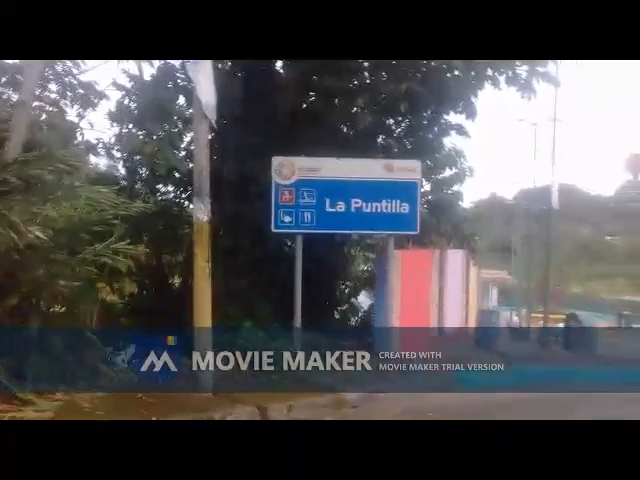 La Puntilla
MOVIE MAKER
CREATED WITH
MOVIE MAKER TRIAL VERSION